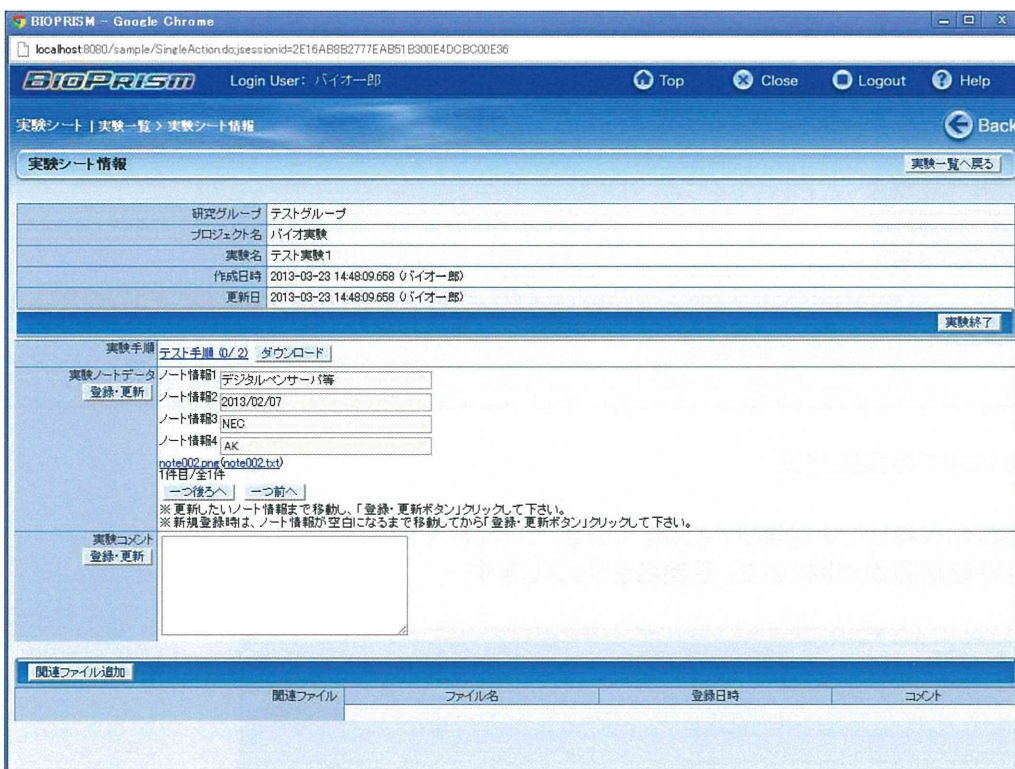 BIOPRISM - Google Chrome
localhost:8080/sample/SingleAction.do;jsessionid=2E16AB8B2777EAB51B300E4DCBC00E36
BIOPRISM Login User: バイオ一郎 Top Close Logout Help
実験シート | 実験一覧 > 実験シート情報 Back
実験シート情報 実験一覧へ戻る
研究グループ テストグループ
プロジェクト名 バイオ実験
実験名 テスト実験1
作成日時 2013-03-23 14:48:09.658 (バイオ一郎)
更新日 2013-03-23 14:48:09.658 (バイオ一郎)
実験終了
実験手順 テスト手順 (0/2) ダウンロード
実験ノートデータ ノート情報1 デジタルペンサーバ等
登録・更新 ノート情報2 2013/02/07
ノート情報3 NEC
ノート情報4 AK
note002.png(note002.txt)
1件目/全1件
一つ後ろへ 一つ前へ
※更新したいノート情報まで移動し、「登録・更新ボタン」クリックして下さい。
※新規登録時は、ノート情報が空白になるまで移動してから「登録・更新ボタン」クリックして下さい。
実験コメント
登録・更新
関連ファイル追加
関連ファイル ファイル名 登録日時 コメント